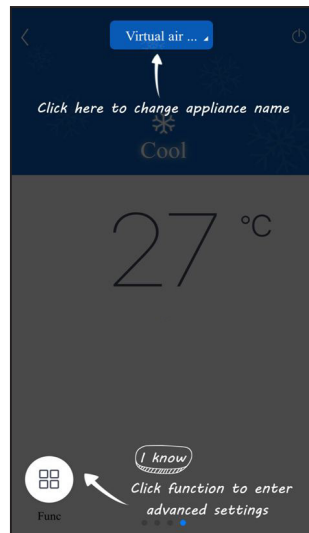 Virtual air ...
Click here to change appliance name
Cool
27 °C
I know
Click function to enter
advanced settings
Func